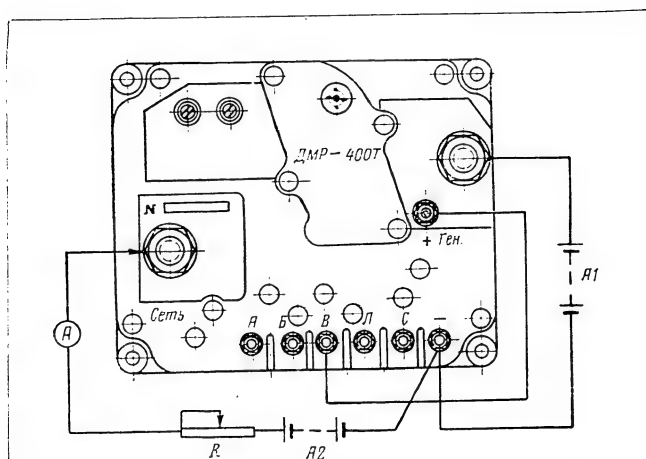 ДМР-400Т
N
+ Ген.
А1
Сеть
А Б В Л С —
А
R
А2